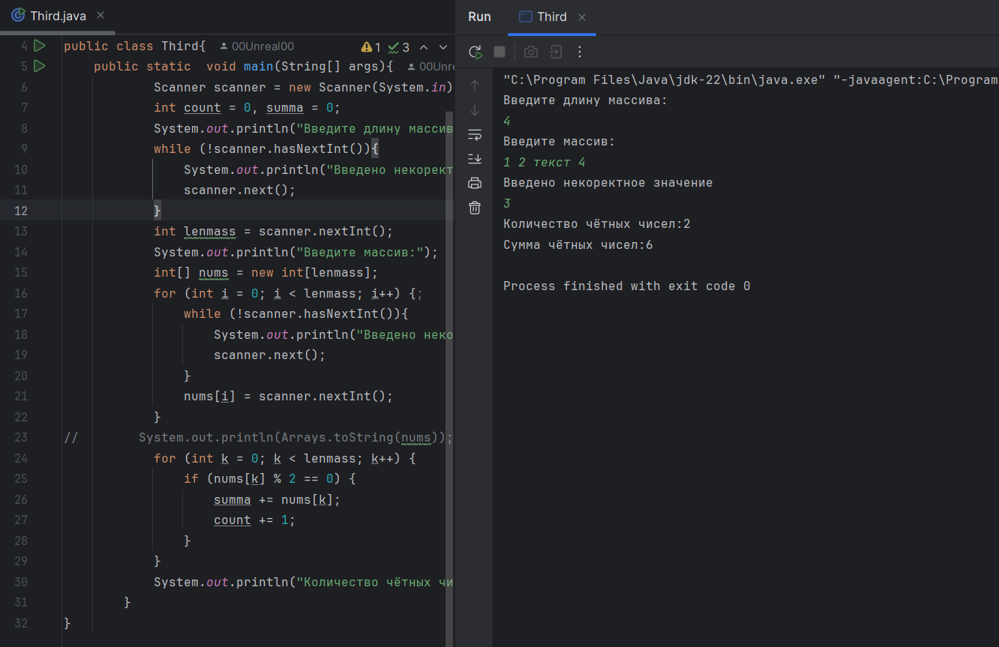 Third.java
4 public class Third{ 00Unreal00 1 3
5 public static  void main(String[] args){ 00Unre
6 Scanner scanner = new Scanner(System.in)
7 int count = 0, summa = 0;
8 System.out.println("Введите длину массив
9 while (!scanner.hasNextInt()){
10 System.out.println("Введено некорект
11 scanner.next();
12 }
13 int lenmass = scanner.nextInt();
14 System.out.println("Введите массив:");
15 int[] nums = new int[lenmass];
16 for (int i = 0; i < lenmass; i++) {;
17 while (!scanner.hasNextInt()){
18 System.out.println("Введено неко
19 scanner.next();
20 }
21 nums[i] = scanner.nextInt();
22 }
23 //        System.out.println(Arrays.toString(nums));
24 for (int k = 0; k < lenmass; k++) {
25 if (nums[k] % 2 == 0) {
26 summa += nums[k];
27 count += 1;
28 }
29 }
30 System.out.println("Количество чётных чи
31 }
32 }
Run Third
"C:\Program Files\Java\jdk-22\bin\java.exe" "-javaagent:C:\Program
Введите длину массива:
4
Введите массив:
1 2 текст 4
Введено некоректное значение
3
Количество чётных чисел:2
Сумма чётных чисел:6
Process finished with exit code 0